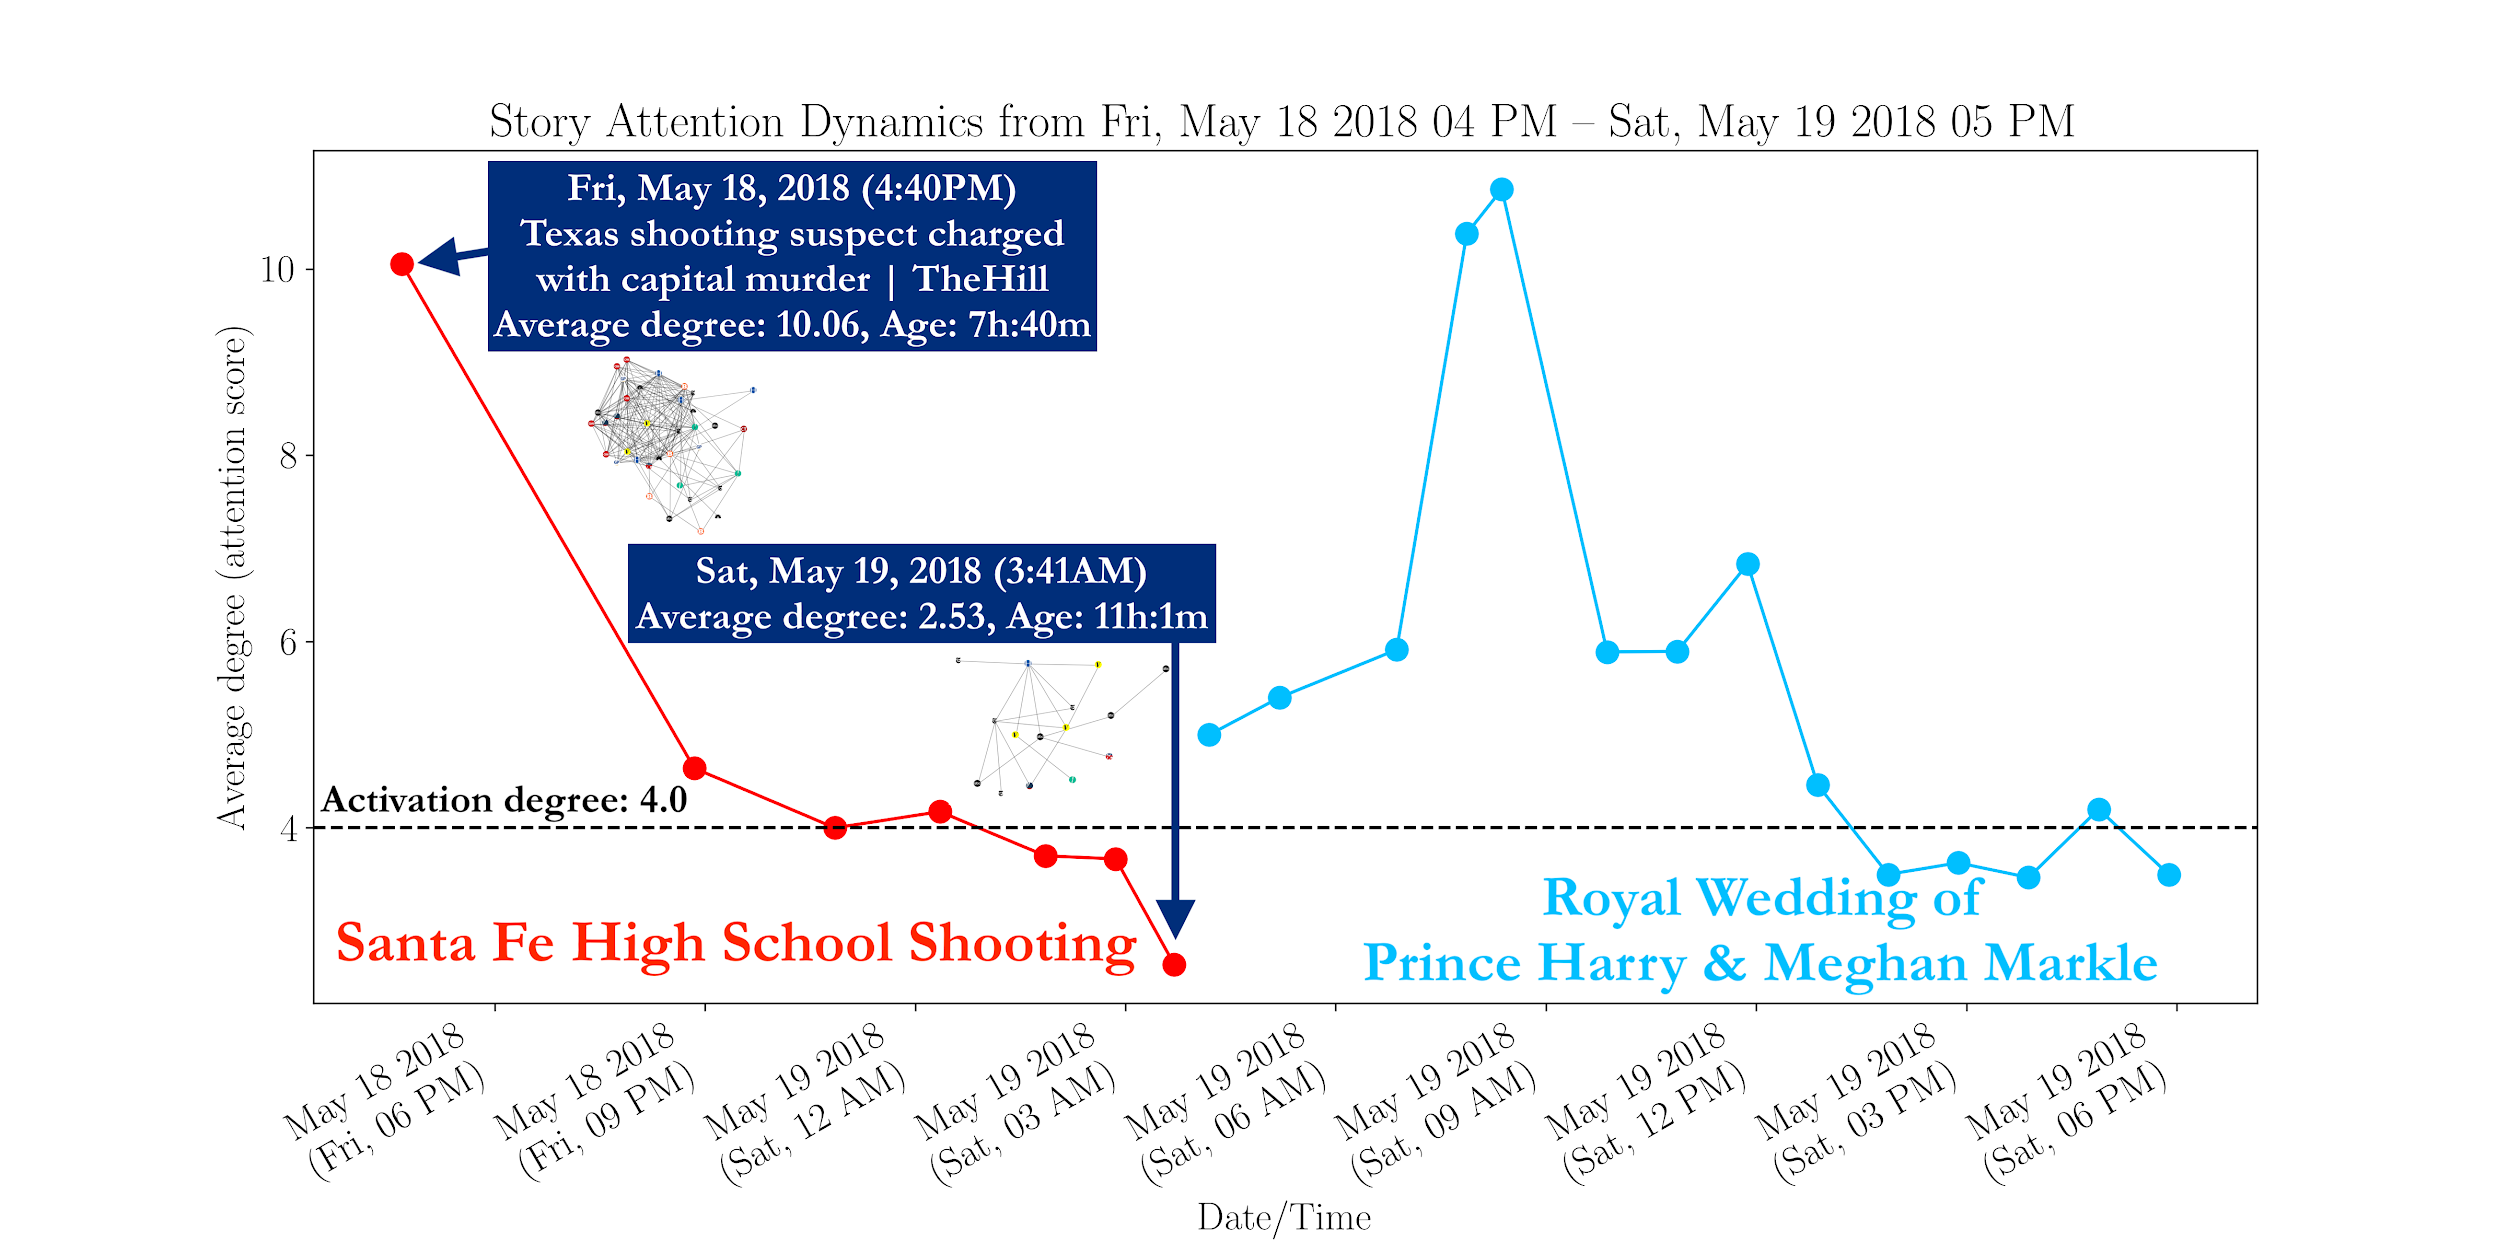 Story Attention Dynamics from Fri, May 18 2018 04 PM – Sat, May 19 2018 05 PM
Fri, May 18, 2018 (4:40PM)
Texas shooting suspect charged
with capital murder | TheHill
Average degree: 10.06, Age: 7h:40m
Sat, May 19, 2018 (3:41AM)
Average degree: 2.53, Age: 11h:1m
Activation degree: 4.0
Santa Fe High School Shooting
Royal Wedding of
Prince Harry & Meghan Markle
Average degree (attention score)
10
8
6
4
May 18 2018
(Fri, 06 PM)
May 18 2018
(Fri, 09 PM)
May 19 2018
(Sat, 12 AM)
May 19 2018
(Sat, 03 AM)
May 19 2018
(Sat, 06 AM)
May 19 2018
(Sat, 09 AM)
May 19 2018
(Sat, 12 PM)
May 19 2018
(Sat, 03 PM)
May 19 2018
(Sat, 06 PM)
Date/Time